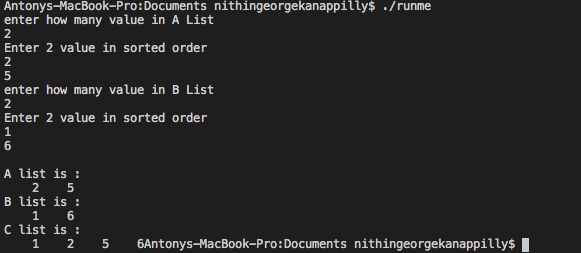 Antonys-MacBook-Pro:Documents nithingeorgekanappilly$ ./runme
enter how many value in A List
2
Enter 2 value in sorted order
2
5
enter how many value in B List
2
Enter 2 value in sorted order
1
6
A list is :
2 5
B list is :
1 6
C list is :
1 2 5 6Antonys-MacBook-Pro:Documents nithingeorgekanappilly$